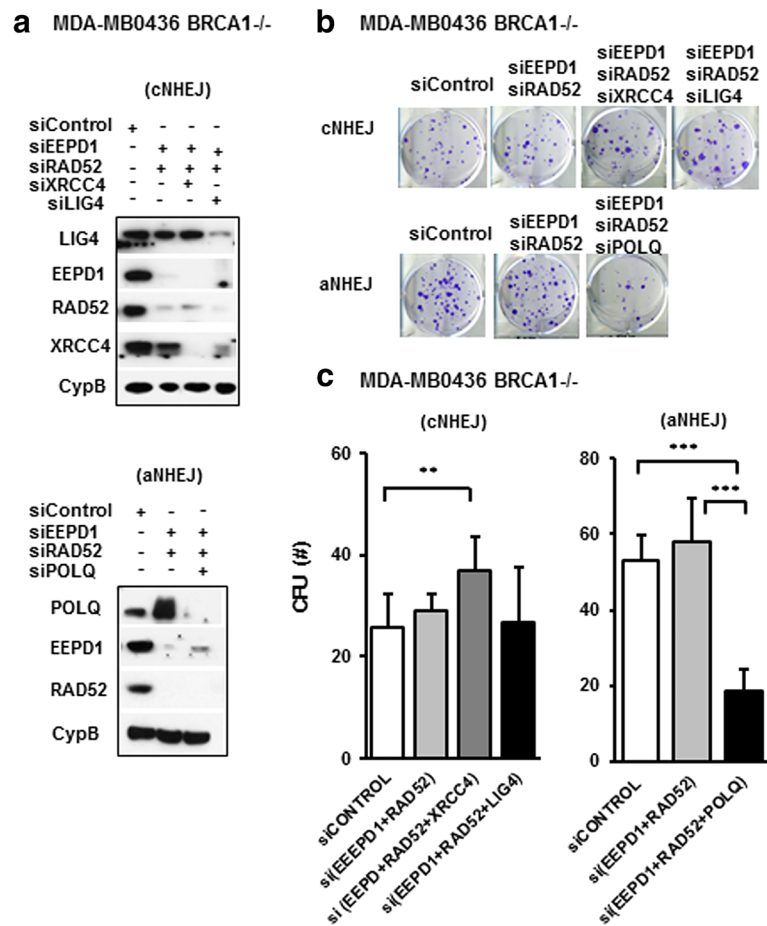 a MDA-MB0436 BRCA1-/-
(cNHEJ)
siControl + - - -
siEEPD1 - + + +
siRAD52 - + + +
siXRCC4 - - + -
siLIG4 - - - +
LIG4
EEPD1
RAD52
XRCC4
CypB
(aNHEJ)
siControl + - -
siEEPD1 - + +
siRAD52 - + +
siPOLQ - - +
POLQ
EEPD1
RAD52
CypB
b MDA-MB0436 BRCA1-/-
siControl
siEEPD1
siRAD52
siEEPD1
siRAD52
siXRCC4
siEEPD1
siRAD52
siLIG4
cNHEJ
siControl
siEEPD1
siRAD52
siEEPD1
siRAD52
siPOLQ
aNHEJ
c MDA-MB0436 BRCA1-/-
(cNHEJ)
CFU (#)
60
40
20
0
**
siCONTROL
si(EEEPD1+RAD52)
si (EEPD+RAD52+XRCC4)
si(EEPD1+RAD52+LIG4)
(aNHEJ)
80
60
40
20
0
***
***
siCONTROL
si(EEPD1+RAD52)
si(EEPD1+RAD52+POLQ)